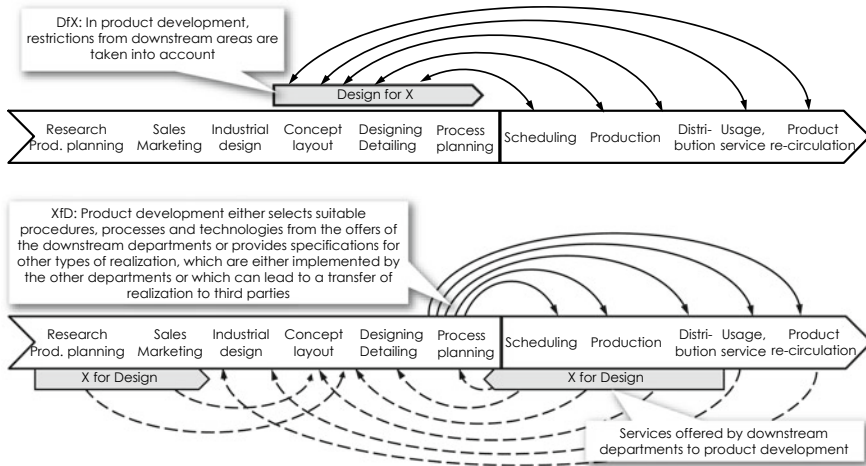 DfX: In product development,
restrictions from downstream areas are
taken into account
Design for X
Research Sales Industrial Concept Designing Process Scheduling Production Distri- Usage, Product
Prod. planning Marketing design layout Detailing planning bution service re-circulation
XfD: Product development either selects suitable
procedures, processes and technologies from the offers of
the downstream departments or provides specifications for
other types of realization, which are either implemented by
the other departments or which can lead to a transfer of
realization to third parties
Research Sales Industrial Concept Designing Process Scheduling Production Distri- Usage, Product
Prod. planning Marketing design layout Detailing planning bution service re-circulation
X for Design X for Design
Services offered by downstream
departments to product development